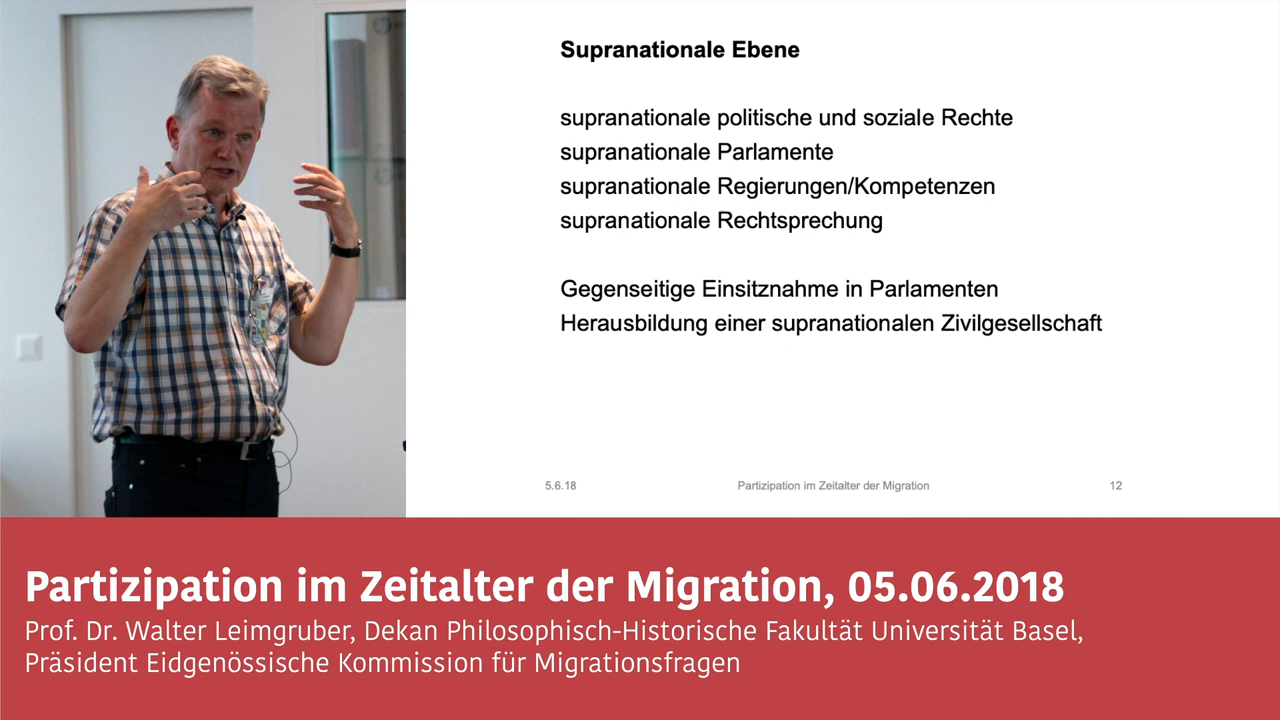 Supranationale Ebene
supranationale politische und soziale Rechte
supranationale Parlamente
supranationale Regierungen/Kompetenzen
supranationale Rechtsprechung
Gegenseitige Einsitznahme in Parlamenten
Herausbildung einer supranationalen Zivilgesellschaft
5.6.18 Partizipation im Zeitalter der Migration 12
Partizipation im Zeitalter der Migration, 05.06.2018
Prof. Dr. Walter Leimgruber, Dekan Philosophisch-Historische Fakultät Universität Basel,
Präsident Eidgenössische Kommission für Migrationsfragen